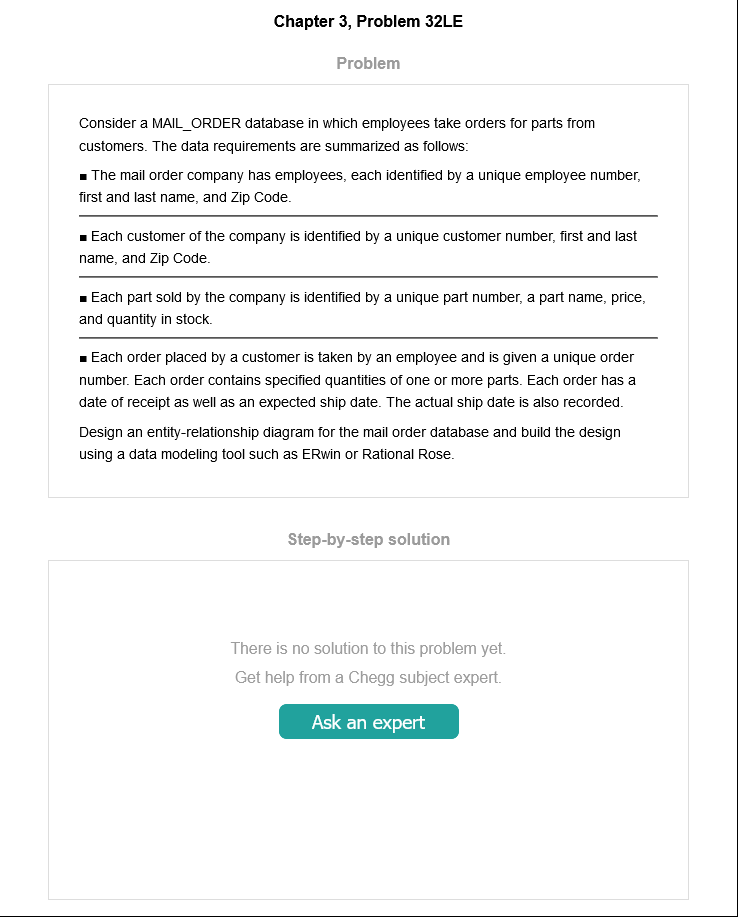 Chapter 3, Problem 32LE
Problem
Consider a MAIL_ORDER database in which employees take orders for parts from
customers. The data requirements are summarized as follows:
■ The mail order company has employees, each identified by a unique employee number,
first and last name, and Zip Code.
■ Each customer of the company is identified by a unique customer number, first and last
name, and Zip Code.
■ Each part sold by the company is identified by a unique part number, a part name, price,
and quantity in stock.
■ Each order placed by a customer is taken by an employee and is given a unique order
number. Each order contains specified quantities of one or more parts. Each order has a
date of receipt as well as an expected ship date. The actual ship date is also recorded.
Design an entity-relationship diagram for the mail order database and build the design
using a data modeling tool such as ERwin or Rational Rose.
Step-by-step solution
There is no solution to this problem yet.
Get help from a Chegg subject expert.
Ask an expert